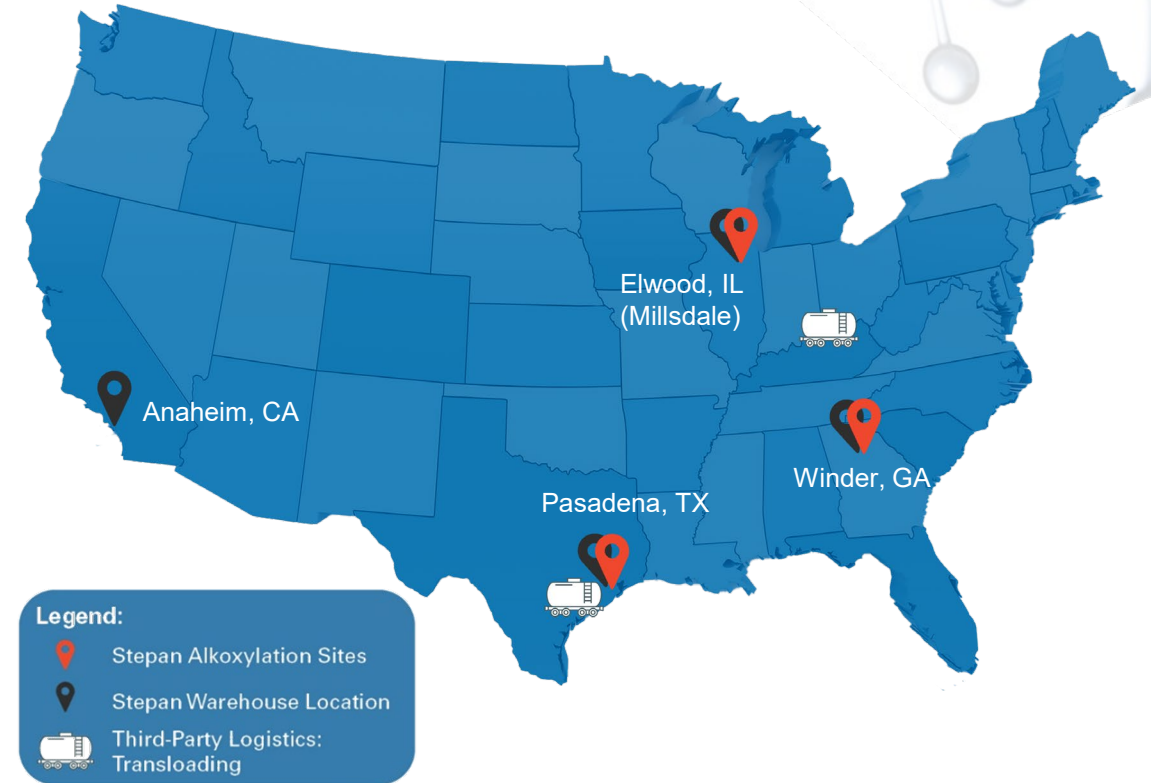 Elwood, IL
(Millsdale)
Anaheim, CA
Winder, GA
Pasadena, TX
Legend:
Stepan Alkoxylation Sites
Stepan Warehouse Location
Third-Party Logistics:
Transloading